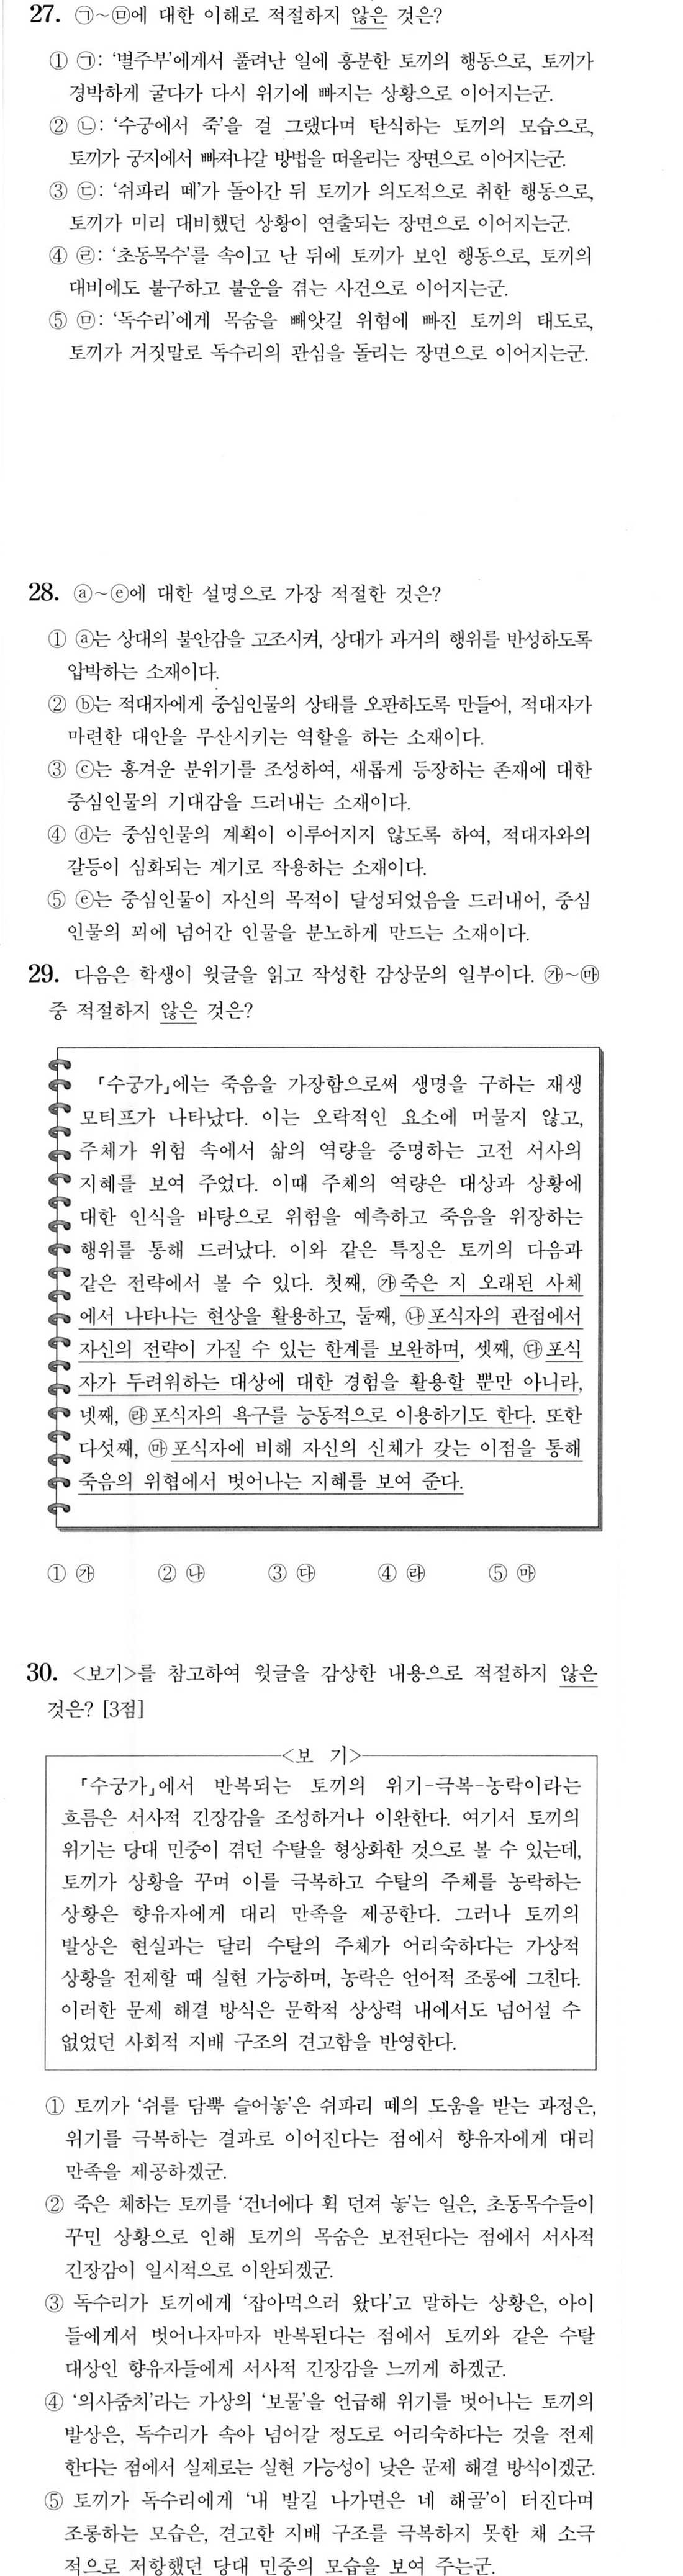 27. ㉠~㉤에 대한 이해로 적절하지 않은 것은?
① ㉠: ‘별주부’에게서 풀려난 일에 흥분한 토끼의 행동으로, 토끼가
경박하게 굴다가 다시 위기에 빠지는 상황으로 이어지는군.
② ㉡: ‘수궁에서 죽’을 걸 그랬다며 탄식하는 토끼의 모습으로,
토끼가 궁지에서 빠져나갈 방법을 떠올리는 장면으로 이어지는군.
③ ㉢: ‘쉬파리 떼’가 돌아간 뒤 토끼가 의도적으로 취한 행동으로,
토끼가 미리 대비했던 상황이 연출되는 장면으로 이어지는군.
④ ㉣: ‘초동목수’를 속이고 난 뒤에 토끼가 보인 행동으로, 토끼의
대비에도 불구하고 불운을 겪는 사건으로 이어지는군.
⑤ ㉤: ‘독수리’에게 목숨을 빼앗길 위험에 빠진 토끼의 태도로,
토끼가 거짓말로 독수리의 관심을 돌리는 장면으로 이어지는군.
28. ⓐ~ⓔ에 대한 설명으로 가장 적절한 것은?
① ⓐ는 상대의 불안감을 고조시켜, 상대가 과거의 행위를 반성하도록
압박하는 소재이다.
② ⓑ는 적대자에게 중심인물의 상태를 오판하도록 만들어, 적대자가
마련한 대안을 무산시키는 역할을 하는 소재이다.
③ ⓒ는 흥겨운 분위기를 조성하여, 새롭게 등장하는 존재에 대한
중심인물의 기대감을 드러내는 소재이다.
④ ⓓ는 중심인물의 계획이 이루어지지 않도록 하여, 적대자와의
갈등이 심화되는 계기로 작용하는 소재이다.
⑤ ⓔ는 중심인물이 자신의 목적이 달성되었음을 드러내어, 중심
인물의 꾀에 넘어간 인물을 분노하게 만드는 소재이다.
29. 다음은 학생이 윗글을 읽고 작성한 감상문의 일부이다. ㉮~㉲
중 적절하지 않은 것은?
「수궁가」에는 죽음을 가장함으로써 생명을 구하는 재생
모티프가 나타났다. 이는 오락적인 요소에 머물지 않고,
주체가 위험 속에서 삶의 역량을 증명하는 고전 서사의
지혜를 보여 주었다. 이때 주체의 역량은 대상과 상황에
대한 인식을 바탕으로 위험을 예측하고 죽음을 위장하는
행위를 통해 드러났다. 이와 같은 특징은 토끼의 다음과
같은 전략에서 볼 수 있다. 첫째, ㉮죽은 지 오래된 사체
에서 나타나는 현상을 활용하고, 둘째, ㉯포식자의 관점에서
자신의 전략이 가질 수 있는 한계를 보완하며, 셋째, ㉰포식
자가 두려워하는 대상에 대한 경험을 활용할 뿐만 아니라,
넷째, ㉱포식자의 욕구를 능동적으로 이용하기도 한다. 또한
다섯째, ㉲포식자에 비해 자신의 신체가 갖는 이점을 통해
죽음의 위협에서 벗어나는 지혜를 보여 준다.
① ㉮ ② ㉯ ③ ㉰ ④ ㉱ ⑤ ㉲
30. <보기>를 참고하여 윗글을 감상한 내용으로 적절하지 않은
것은? [3점]
<보 기>
「수궁가」에서 반복되는 토끼의 위기-극복-농락이라는
흐름은 서사적 긴장감을 조성하거나 이완한다. 여기서 토끼의
위기는 당대 민중이 겪던 수탈을 형상화한 것으로 볼 수 있는데,
토끼가 상황을 꾸며 이를 극복하고 수탈의 주체를 농락하는
상황은 향유자에게 대리 만족을 제공한다. 그러나 토끼의
발상은 현실과는 달리 수탈의 주체가 어리숙하다는 가상적
상황을 전제할 때 실현 가능하며, 농락은 언어적 조롱에 그친다.
이러한 문제 해결 방식은 문학적 상상력 내에서도 넘어설 수
없었던 사회적 지배 구조의 견고함을 반영한다.
① 토끼가 ‘쉬를 담뿍 슬어놓’은 쉬파리 떼의 도움을 받는 과정은,
위기를 극복하는 결과로 이어진다는 점에서 향유자에게 대리
만족을 제공하겠군.
② 죽은 체하는 토끼를 ‘건너에다 획 던져 놓’는 일은, 초동목수들이
꾸민 상황으로 인해 토끼의 목숨은 보전된다는 점에서 서사적
긴장감이 일시적으로 이완되겠군.
③ 독수리가 토끼에게 ‘잡아먹으러 왔다’고 말하는 상황은, 아이
들에게서 벗어나자마자 반복된다는 점에서 토끼와 같은 수탈
대상인 향유자들에게 서사적 긴장감을 느끼게 하겠군.
④ ‘의사줌치’라는 가상의 ‘보물’을 언급해 위기를 벗어나는 토끼의
발상은, 독수리가 속아 넘어갈 정도로 어리숙하다는 것을 전제
한다는 점에서 실제로는 실현 가능성이 낮은 문제 해결 방식이겠군.
⑤ 토끼가 독수리에게 ‘내 발길 나가면은 네 해골’이 터진다며
조롱하는 모습은, 견고한 지배 구조를 극복하지 못한 채 소극
적으로 저항했던 당대 민중의 모습을 보여 주는군.